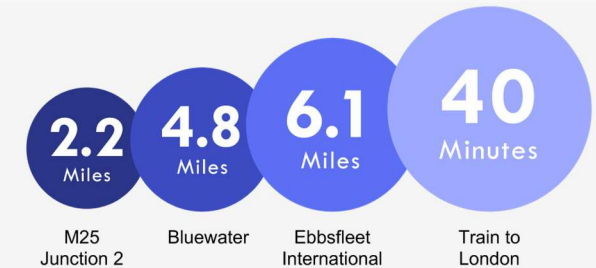 2.2
Miles
4.8
Miles
6.1
Miles
40
Minutes
M25
Junction 2
Bluewater
Ebbsfleet
International
Train to
London